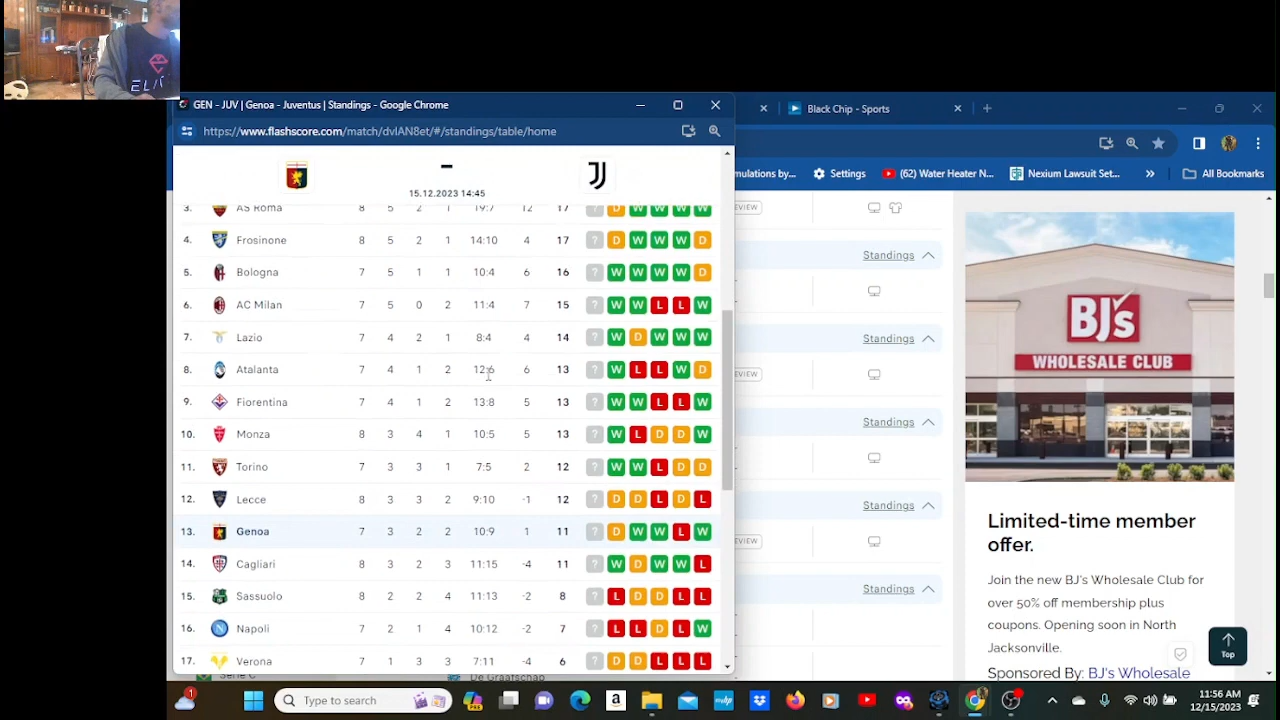 ELI
GEN - JUV | Genoa - Juventus | Standings - Google Chrome
Black Chip - Sports
https://www.flashscore.com/match/dvIAN8et/#/standings/table/home
mulations by...
Settings
(62) Water Heater N...
Nexium Lawsuit Set...
»
All Bookmarks
-
15.12.2023 14:45
3. AS Roma 8 5 2 1 19:7 12 17 ? D W W W W
4. Frosinone 8 5 2 1 14:10 4 17 ? D W W W D
5. Bologna 7 5 1 1 10:4 6 16 ? W W W W D
6. AC Milan 7 5 0 2 11:4 7 15 ? W W L L W
7. Lazio 7 4 2 1 8:4 4 14 ? W D W W W
8. Atalanta 7 4 1 2 12:6 6 13 ? W L L W D
9. Fiorentina 7 4 1 2 13:8 5 13 ? W W L L W
10. Monza 8 3 4 1 10:5 5 13 ? W L D D W
11. Torino 7 3 3 1 7:5 2 12 ? W W L D D
12. Lecce 8 3 3 2 9:10 -1 12 ? D D L D L
13. Genoa 7 3 2 2 10:9 1 11 ? D W W L W
14. Cagliari 8 3 2 3 11:15 -4 11 ? W D W W L
15. Sassuolo 8 2 2 4 11:13 -2 8 ? L D D L L
16. Napoli 7 2 1 4 10:12 -2 7 ? L L D L W
17. Verona 7 1 3 3 7:11 -4 6 ? D D L L L
Serie C
De Graafschap
EVIEW
Standings
Standings
EVIEW
Standings
Standings
EVIEW
Standings
BJ's
WHOLESALE CLUB
Limited-time member
offer.
Join the new BJ's Wholesale Club for
over 50% off membership plus
coupons. Opening soon in North
Jacksonville.
Sponsored By: BJ's Wholesale
Top
1
Type here to search
11:56 AM
12/15/2023